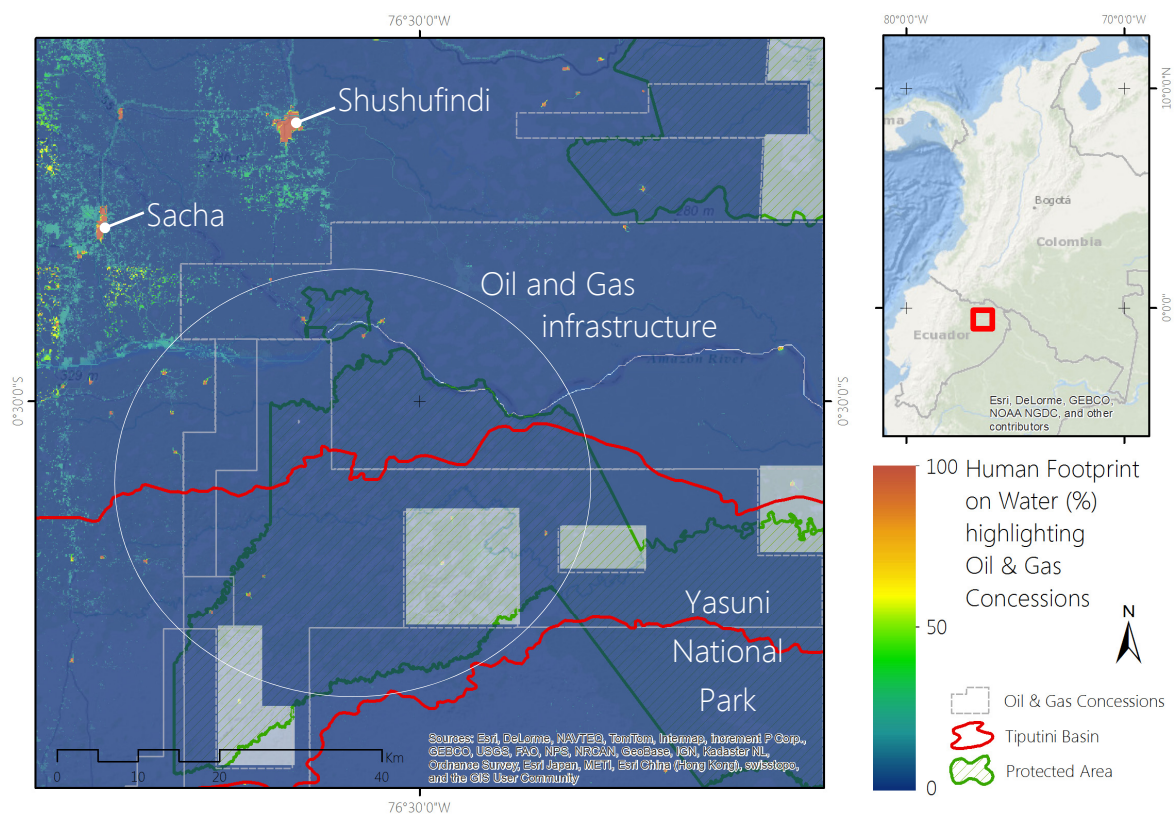 76°30'0"W
80°0'0"W
70°0'0"W
Shushufindi
Sacha
280 m
Oil and Gas
infrastructure
Amazon River
329 m
0°30'0"S
0°30'0"S
Yasuni
National
Park
Sources: Esri, DeLorme, NAVTEQ, TomTom, Intermap, increment P Corp.,
GEBCO, USGS, FAO, NPS, NRCAN, GeoBase, IGN, Kadaster NL,
Ordnance Survey, Esri Japan, METI, Esri China (Hong Kong), swisstopo,
and the GIS User Community
0
10
20
40
Km
76°30'0"W
ma
Bogotá
Colombia
Ecuador
10°0'0"N
0°0'0"
Esri, DeLorme, GEBCO,
NOAA NGDC, and other
contributors
100
50
0
Human Footprint
on Water (%)
highlighting
Oil & Gas
Concessions
N
Oil & Gas Concessions
Tiputini Basin
Protected Area